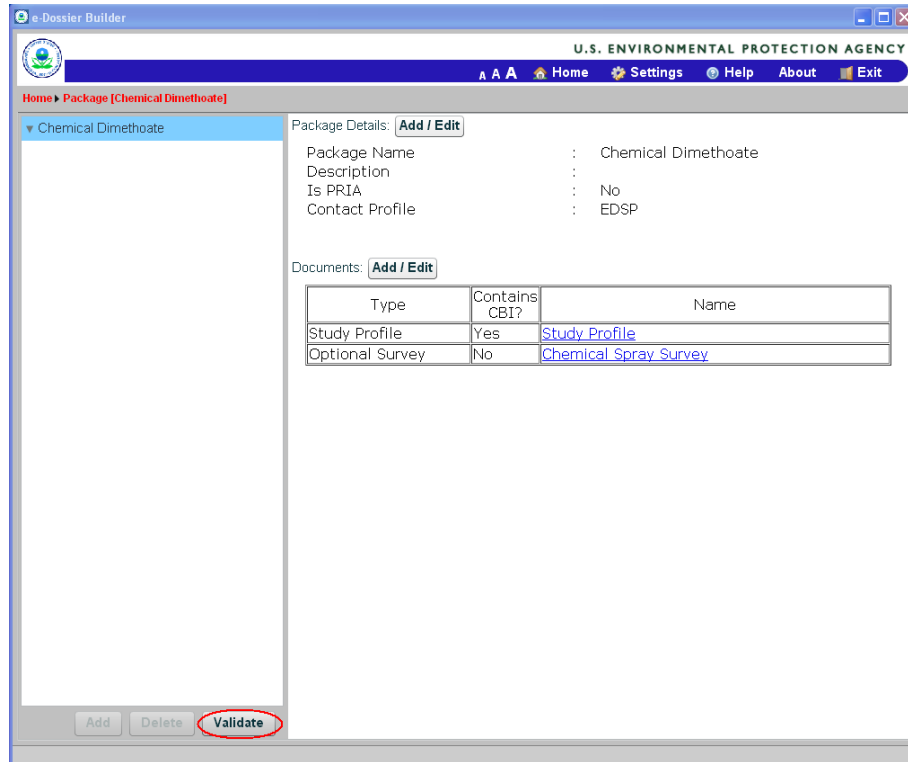 e-Dossier Builder
U.S. ENVIRONMENTAL PROTECTION AGENCY
A A A Home Settings Help About Exit
Home Package [Chemical Dimethoate]
Chemical Dimethoate
Package Details: Add / Edit
Package Name : Chemical Dimethoate
Description :
Is PRIA : No
Contact Profile : EDSP
Documents: Add / Edit
Type Contains CBI? Name
Study Profile Yes Study Profile
Optional Survey No Chemical Spray Survey
Add Delete Validate